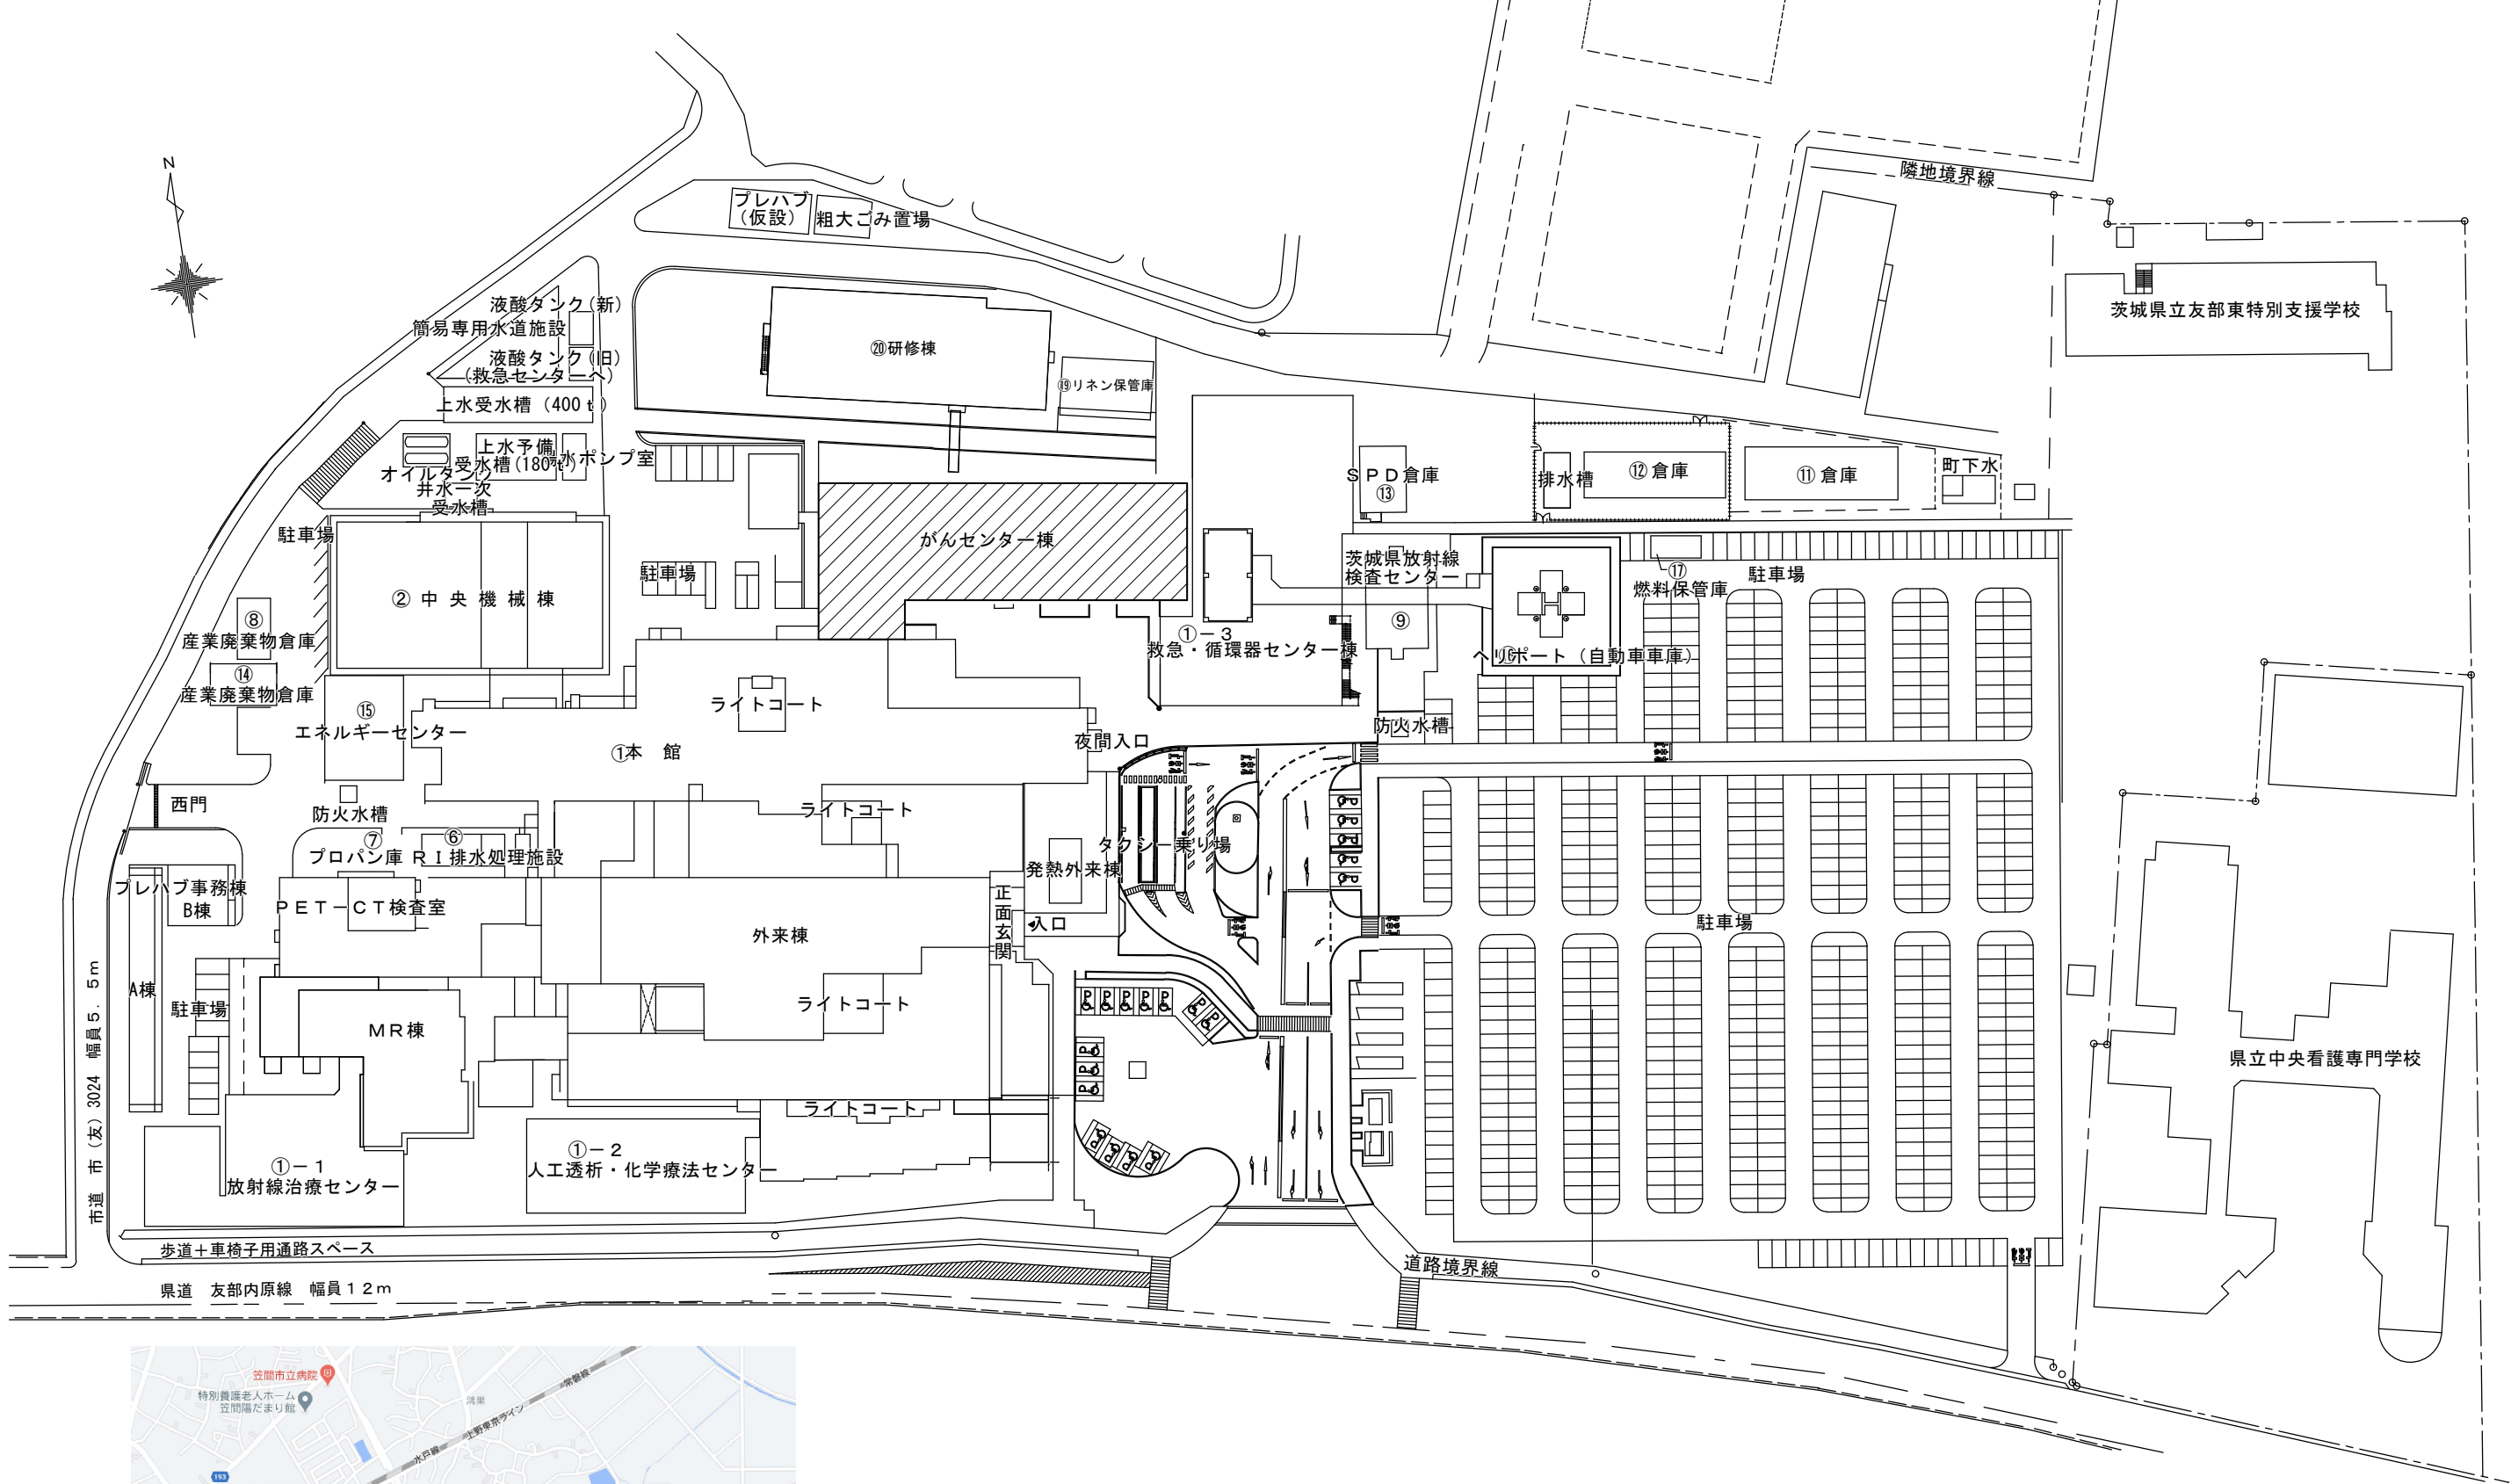 隣地境界線
N
プレハブ
(仮設)
粗大ごみ置場
茨城県立友部東特別支援学校
液酸タンク(新)
簡易専用水道施設
液酸タンク(旧)
(救急センターへ)
上水受水槽(400t)
⑳研修棟
⑲リネン保管庫
上水予備
受水槽(180t)
水ポンプ室
オイルタンク
井水一次
受水槽
SPD倉庫
⑬
排水槽
⑫倉庫
⑪倉庫
町下水
駐車場
がんセンター棟
茨城県放射線
検査センター
⑰
燃料保管庫
駐車場
②中央機械棟
駐車場
⑧
産業廃棄物倉庫
⑨
①-3
救急・循環器センター棟
ヘリポート(自動車車庫)
⑭
産業廃棄物倉庫
⑮
エネルギーセンター
ライトコート
防火水槽
①本館
夜間入口
西門
防火水槽
ライトコート
⑦
プロパン庫
⑥
RI排水処理施設
タクシー乗り場
発熱外来棟
プレハブ事務棟
B棟
PET-CT検査室
正面玄関
入口
外来棟
駐車場
A棟
駐車場
MR棟
ライトコート
県立中央看護専門学校
ライトコート
①-1
放射線治療センター
①-2
人工透析・化学療法センター
市道 市(友)3024 幅員5.5m
歩道+車椅子用通路スペース
道路境界線
県道 友部内原線 幅員12m
笠間市立病院
特別養護老人ホーム
笠間陽だまり館
鴻巣
常磐線
上野東京ライン
水戸線
193